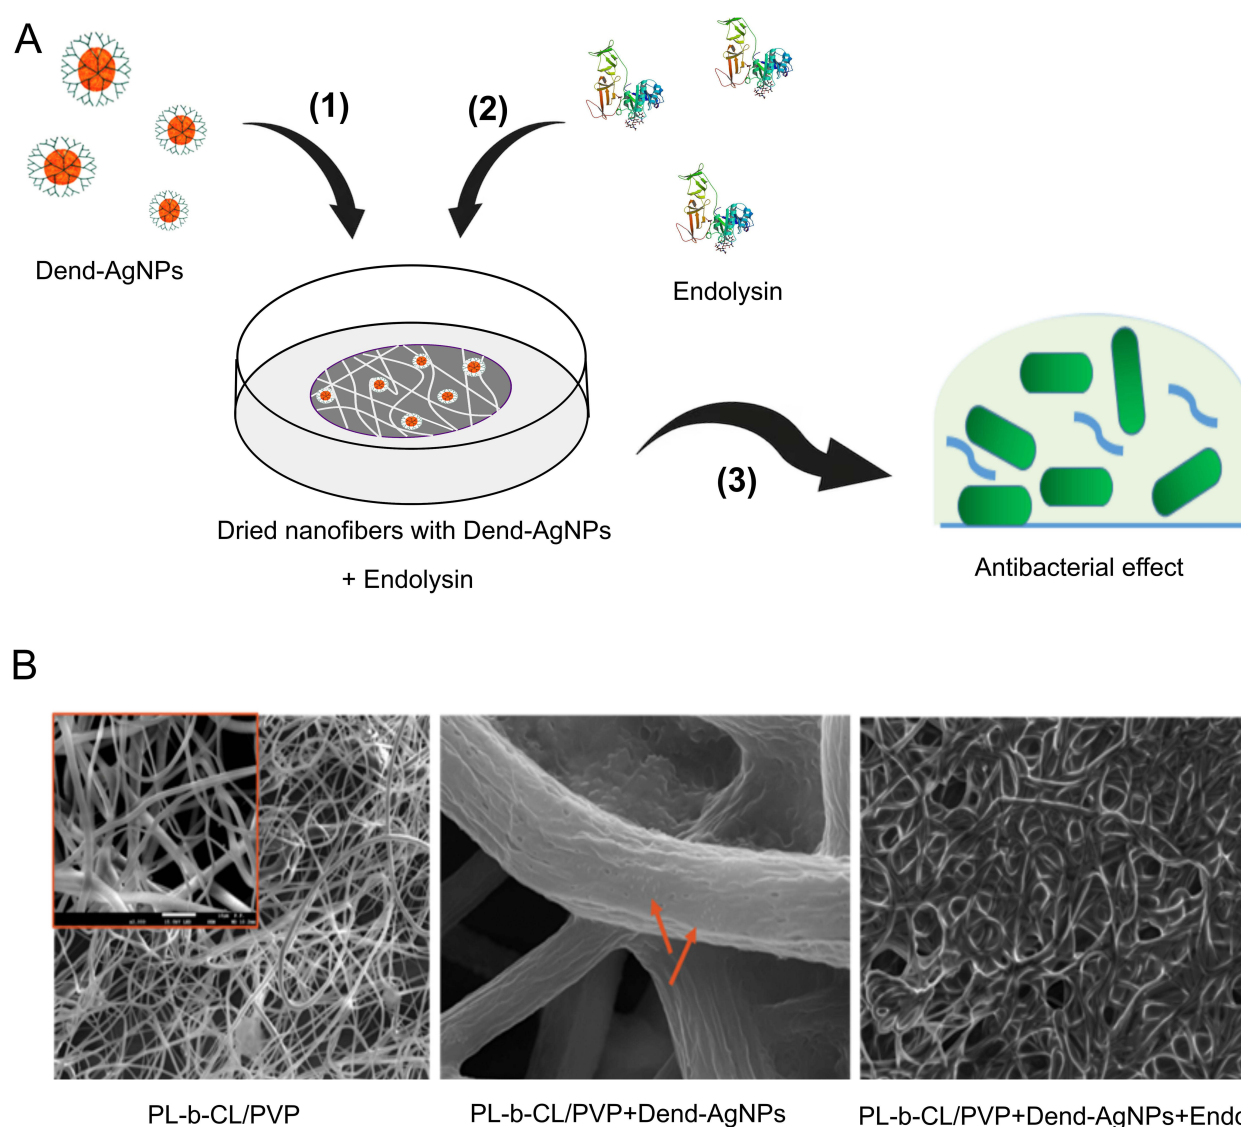 A
(1)
(2)
Dend-AgNPs
Endolysin
(3)
Dried nanofibers with Dend-AgNPs
+ Endolysin
Antibacterial effect
B
PL-b-CL/PVP
PL-b-CL/PVP+Dend-AgNPs
PL-b-CL/PVP+Dend-AgNPs+Endo